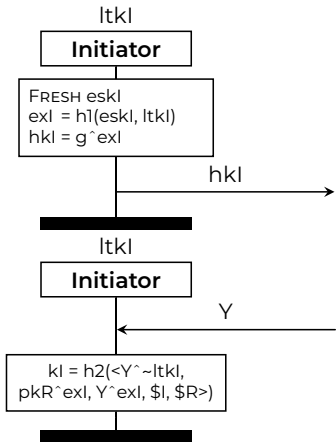 ltkI
Initiator
FRESH eskI
exI = h1(eskI, ltkI)
hkI = g^exI
hkI
ltkI
Initiator
Y
kI = h2(<Y^~ltkI,
pkR^exI, Y^exI, $I, $R>)